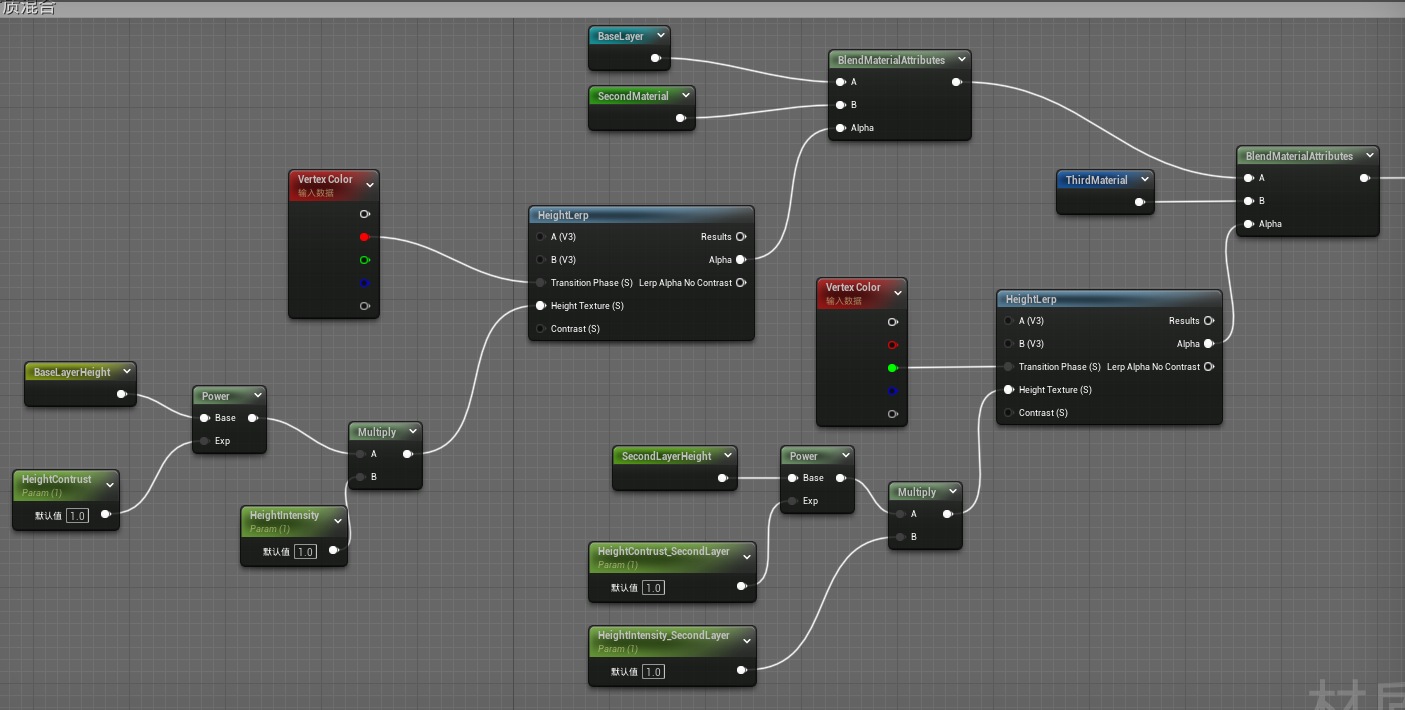 质混合
BaseLayer
SecondMaterial
BlendMaterialAttributes
A
B
Alpha
ThirdMaterial
BlendMaterialAttributes
A
B
Alpha
Vertex Color
输入数据
HeightLerp
A (V3)
Results
B (V3)
Alpha
Transition Phase (S)
Lerp Alpha No Contrast
Height Texture (S)
Contrast (S)
Vertex Color
输入数据
HeightLerp
A (V3)
Results
B (V3)
Alpha
Transition Phase (S)
Lerp Alpha No Contrast
Height Texture (S)
Contrast (S)
BaseLayerHeight
Power
Base
Exp
Multiply
A
B
HeightContrust
Param (1)
默认值 1.0
HeightIntensity
Param (1)
默认值 1.0
SecondLayerHeight
Power
Base
Exp
Multiply
A
B
HeightContrust_SecondLayer
Param (1)
默认值 1.0
HeightIntensity_SecondLayer
Param (1)
默认值 1.0
材质